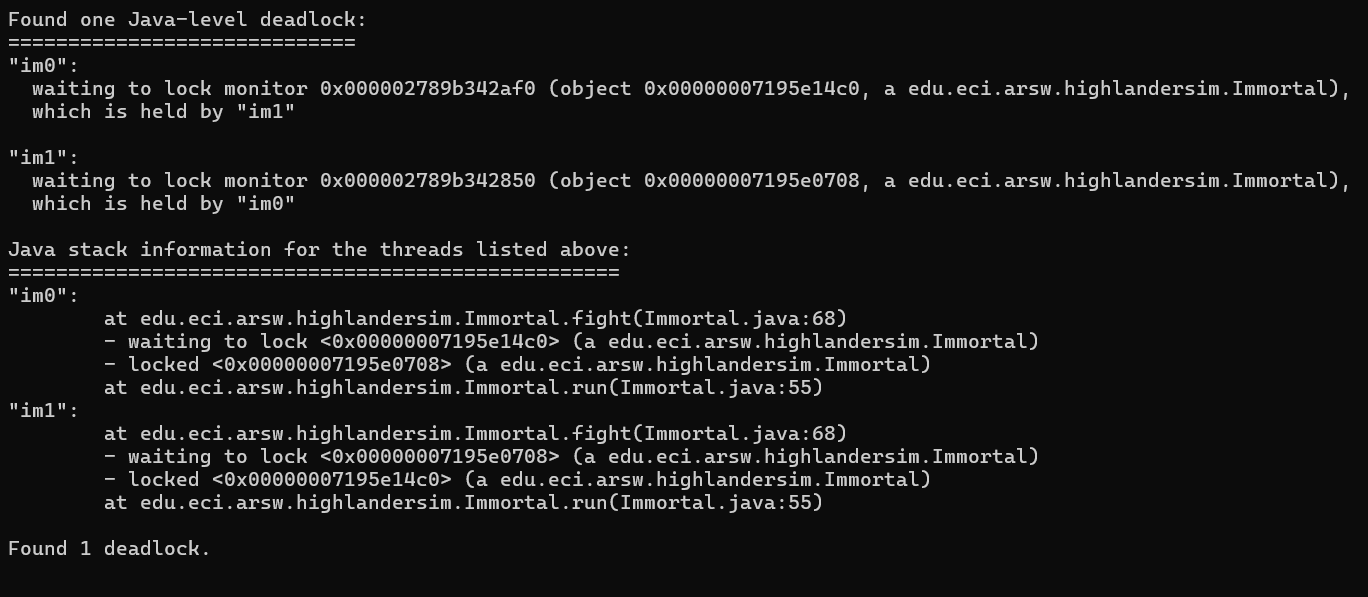 Found one Java-level deadlock:
=============================
"im0":
  waiting to lock monitor 0x000002789b342af0 (object 0x00000007195e14c0, a edu.eci.arsw.highlandersim.Immortal),
  which is held by "im1"

"im1":
  waiting to lock monitor 0x000002789b342850 (object 0x00000007195e0708, a edu.eci.arsw.highlandersim.Immortal),
  which is held by "im0"

Java stack information for the threads listed above:
===================================================
"im0":
        at edu.eci.arsw.highlandersim.Immortal.fight(Immortal.java:68)
        - waiting to lock <0x00000007195e14c0> (a edu.eci.arsw.highlandersim.Immortal)
        - locked <0x00000007195e0708> (a edu.eci.arsw.highlandersim.Immortal)
        at edu.eci.arsw.highlandersim.Immortal.run(Immortal.java:55)
"im1":
        at edu.eci.arsw.highlandersim.Immortal.fight(Immortal.java:68)
        - waiting to lock <0x00000007195e0708> (a edu.eci.arsw.highlandersim.Immortal)
        - locked <0x00000007195e14c0> (a edu.eci.arsw.highlandersim.Immortal)
        at edu.eci.arsw.highlandersim.Immortal.run(Immortal.java:55)

Found 1 deadlock.